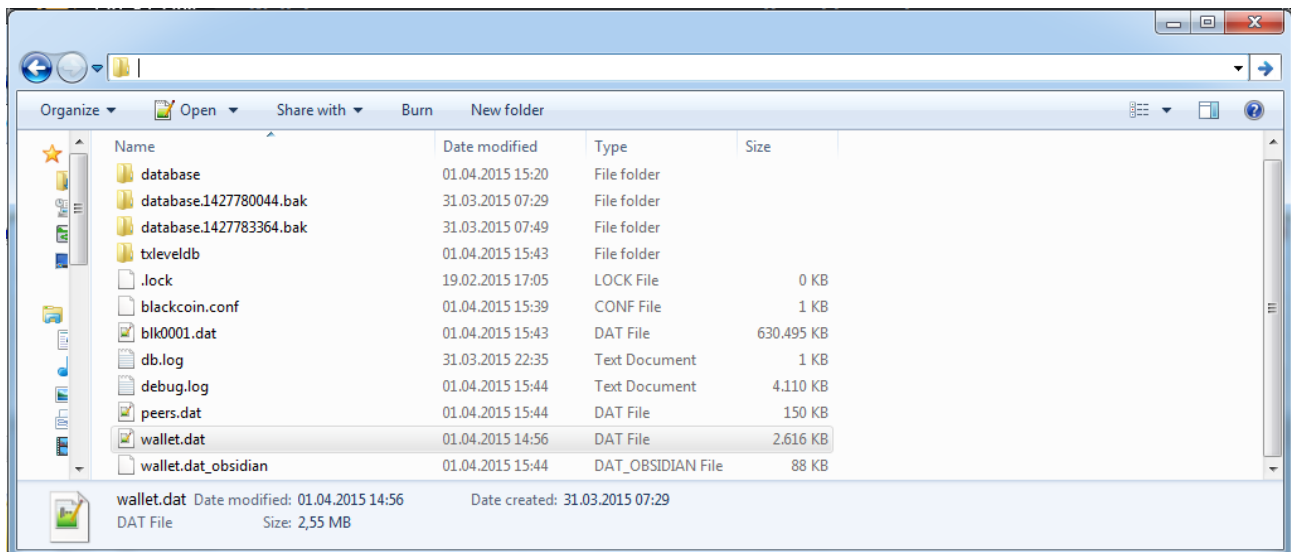 Organize Open Share with Burn New folder
Name Date modified Type Size
database 01.04.2015 15:20 File folder
database.1427780044.bak 31.03.2015 07:29 File folder
database.1427783364.bak 31.03.2015 07:49 File folder
txleveldb 01.04.2015 15:43 File folder
.lock 19.02.2015 17:05 LOCK File 0 KB
blackcoin.conf 01.04.2015 15:39 CONF File 1 KB
blk0001.dat 01.04.2015 15:43 DAT File 630.495 KB
db.log 31.03.2015 22:35 Text Document 1 KB
debug.log 01.04.2015 15:44 Text Document 4.110 KB
peers.dat 01.04.2015 15:44 DAT File 150 KB
wallet.dat 01.04.2015 14:56 DAT File 2.616 KB
wallet.dat_obsidian 01.04.2015 15:44 DAT_OBSIDIAN File 88 KB
wallet.dat Date modified: 01.04.2015 14:56 Date created: 31.03.2015 07:29
DAT File Size: 2,55 MB